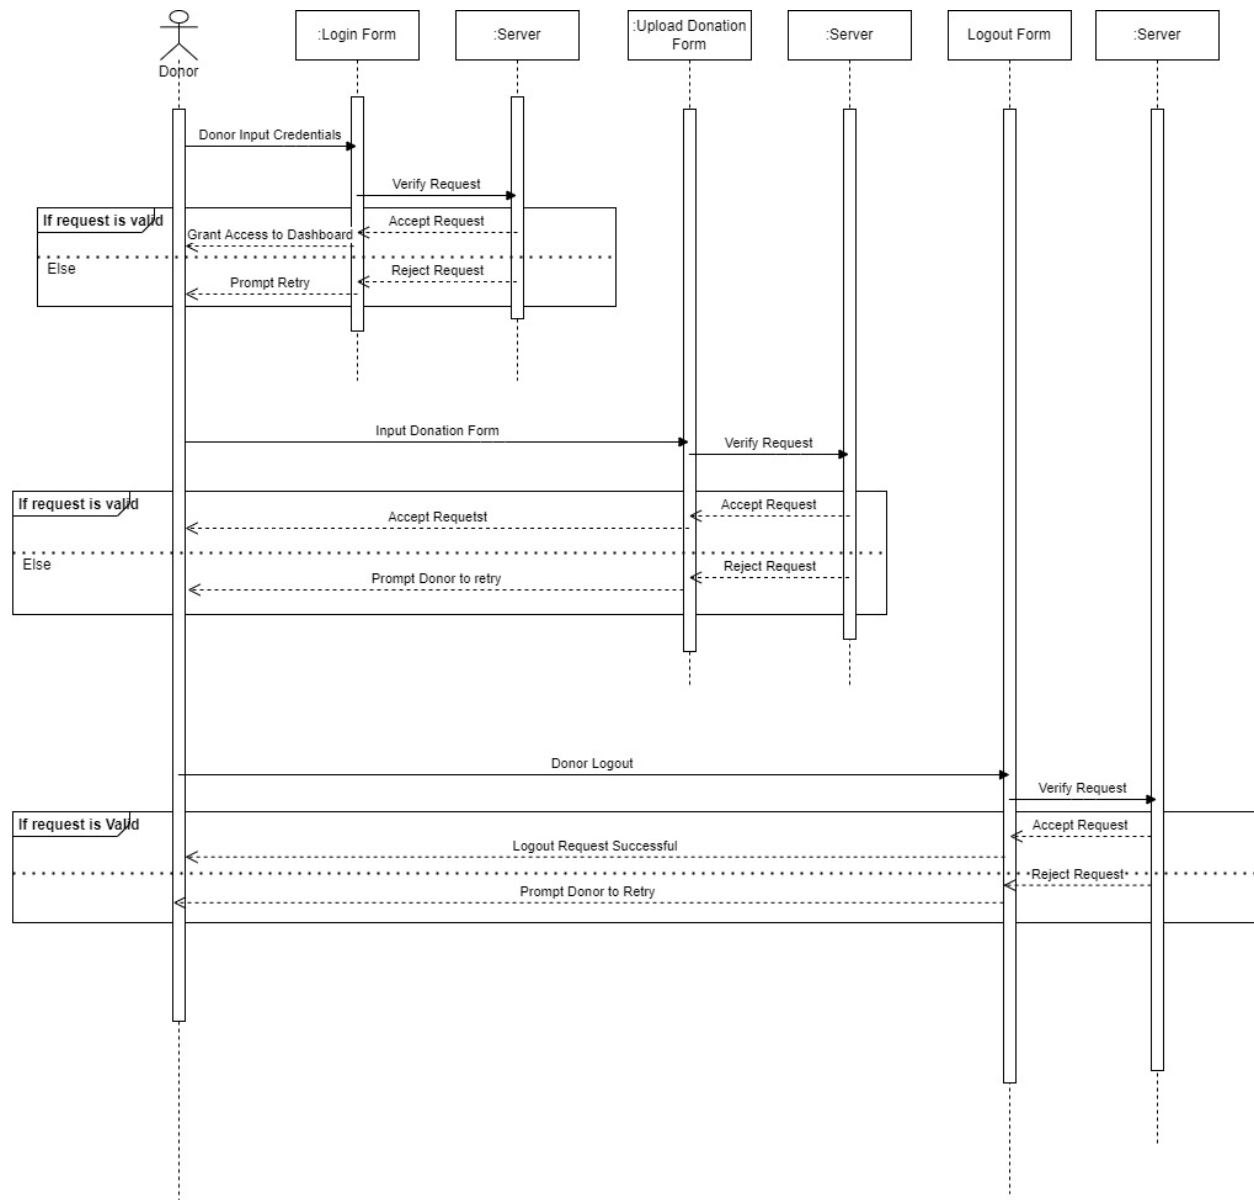 Donor
:Login Form
:Server
:Upload Donation
Form
:Server
Logout Form
:Server
Donor Input Credentials
Verify Request
If request is valid
Accept Request
Grant Access to Dashboard
Else
Reject Request
Prompt Retry
Input Donation Form
Verify Request
If request is valid
Accept Request
Accept Requetst
Else
Reject Request
Prompt Donor to retry
Donor Logout
Verify Request
If request is Valid
Accept Request
Logout Request Successful
Reject Request
Prompt Donor to Retry